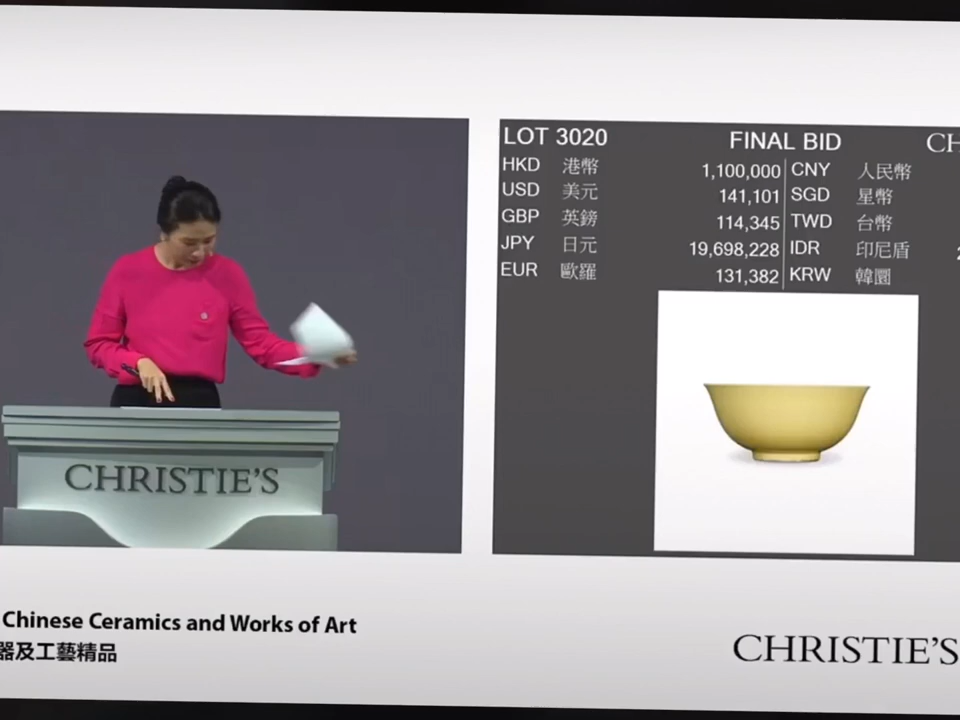 LOT 3020 FINAL BID CH
HKD 港幣 1,100,000 CNY 人民幣
USD 美元 141,101 SGD 星幣
GBP 英鎊 114,345 TWD 台幣
JPY 日元 19,698,228 IDR 印尼盾 2
EUR 歐羅 131,382 KRW 韓圜
CHRISTIE'S
Chinese Ceramics and Works of Art
器及工藝精品
CHRISTIE'S